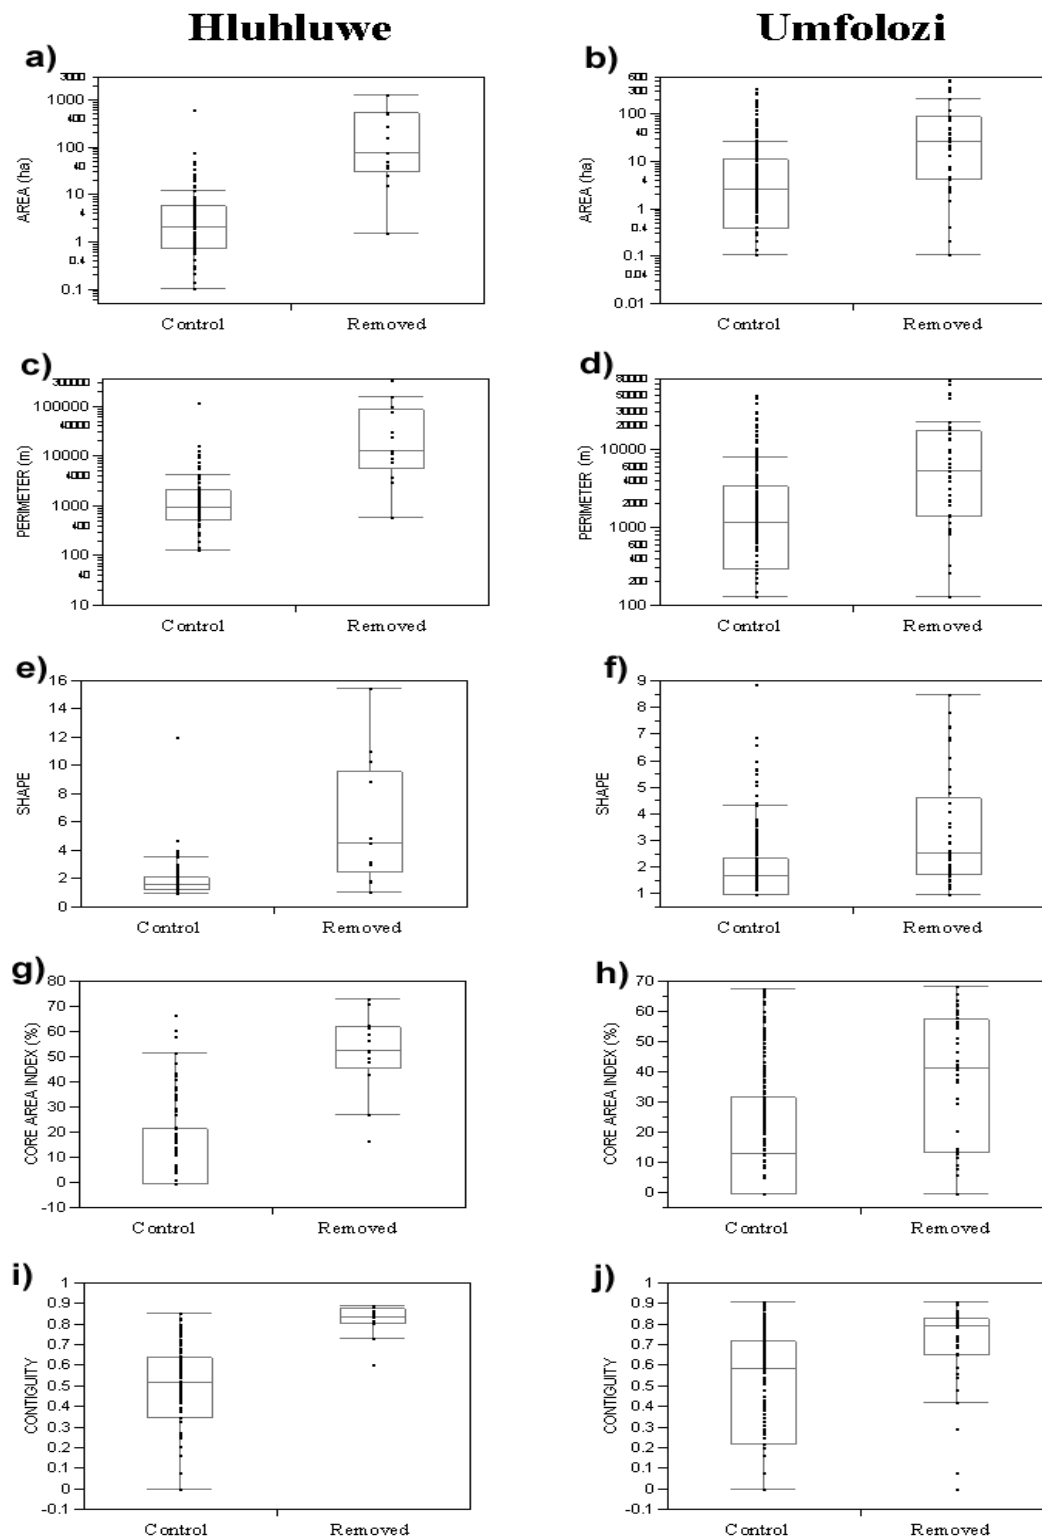 Hluhluwe
Umfolozi
a)
AREA (ha)
3000
1000
400
100
40
10
4
1
0.4
0.1
Control
Removed
b)
AREA (ha)
600
300
100
40
10
4
1
0.4
0.1
0.04
0.01
Control
Removed
c)
PERIMETER (m)
300000
100000
40000
10000
4000
1000
400
100
40
10
Control
Removed
d)
PERIMETER (m)
80000
50000
30000
20000
10000
6000
4000
2000
1000
600
400
200
100
Control
Removed
e)
SHAPE
16
14
12
10
8
6
4
2
0
Control
Removed
f)
SHAPE
9
8
7
6
5
4
3
2
1
Control
Removed
g)
CORE AREA INDEX (%)
80
70
60
50
40
30
20
10
0
-10
Control
Removed
h)
CORE AREA INDEX (%)
70
60
50
40
30
20
10
0
Control
Removed
i)
CONTIGUITY
1
0.9
0.8
0.7
0.6
0.5
0.4
0.3
0.2
0.1
0
-0.1
Control
Removed
j)
CONTIGUITY
1
0.9
0.8
0.7
0.6
0.5
0.4
0.3
0.2
0.1
0
-0.1
Control
Removed